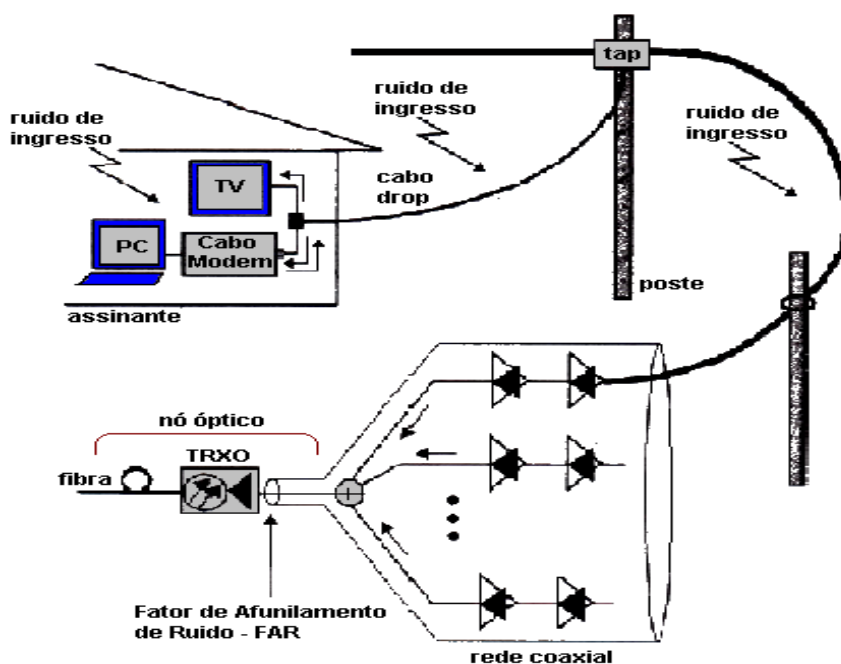 tap
ruido de
ingresso
ruido de
ingresso
ruido de
ingresso
TV
cabo
drop
PC
Cabo
Modem
assinante
poste
nó óptico
TRXO
fibra
Fator de Afunilamento
de Ruido - FAR
rede coaxial